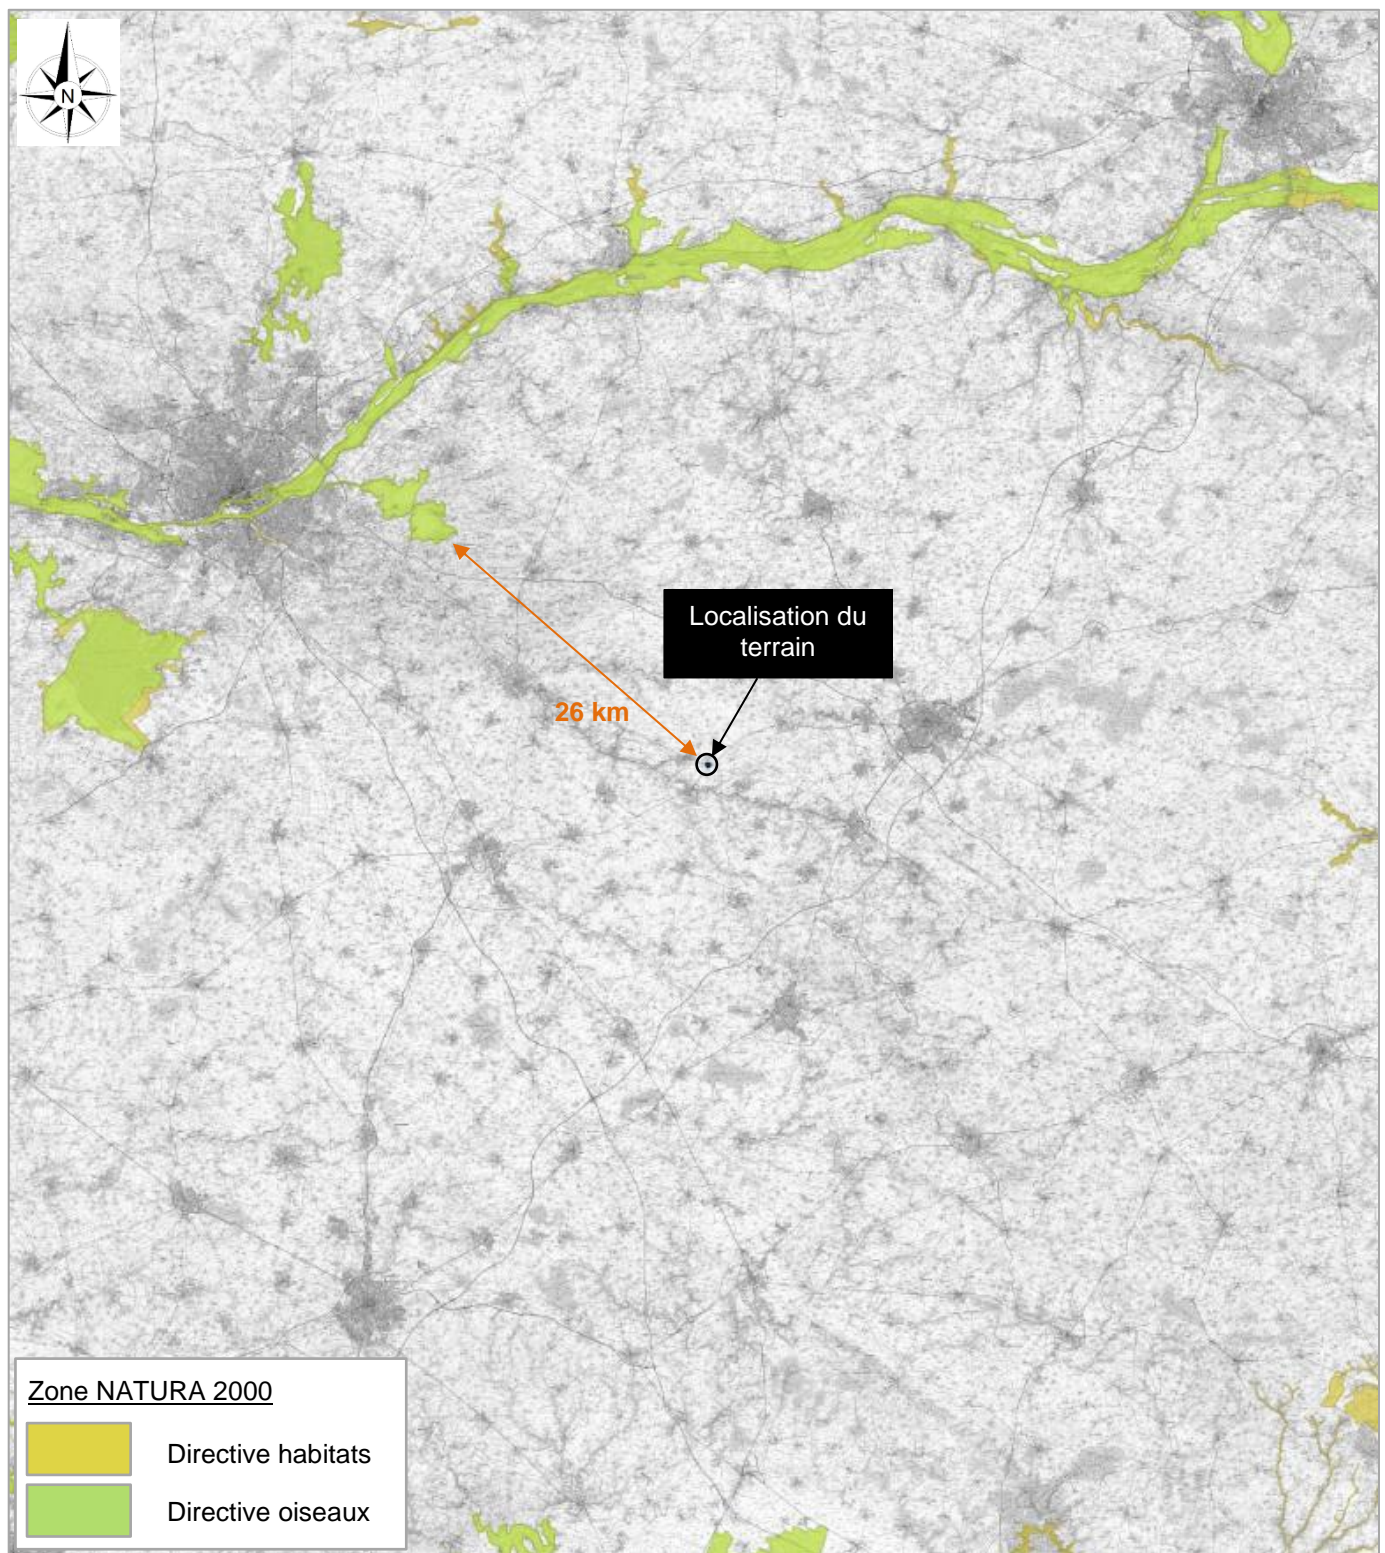 N
Localisation du
terrain
26 km
Zone NATURA 2000
Directive habitats
Directive oiseaux